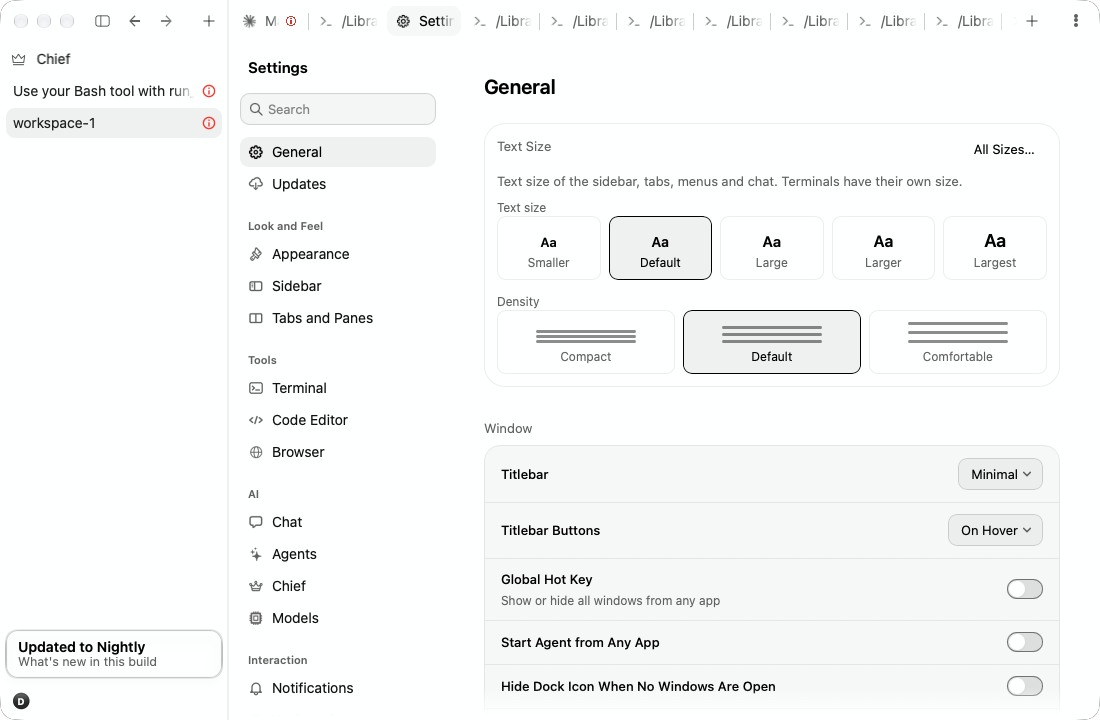 M
/Libra
Settin
/Libra
/Libra
/Libra
/Libra
/Libra
/Libra
/Libra
Chief
Use your Bash tool with run_
workspace-1
Updated to Nightly
What's new in this build
D
Settings
Search
General
Updates
Look and Feel
Appearance
Sidebar
Tabs and Panes
Tools
Terminal
Code Editor
Browser
AI
Chat
Agents
Chief
Models
Interaction
Notifications
General
Text Size
All Sizes...
Text size of the sidebar, tabs, menus and chat. Terminals have their own size.
Text size
Aa Aa Aa Aa Aa
Smaller Default Large Larger Largest
Density
Compact Default Comfortable
Window
Titlebar
Minimal
Titlebar Buttons
On Hover
Global Hot Key
Show or hide all windows from any app
Start Agent from Any App
Hide Dock Icon When No Windows Are Open